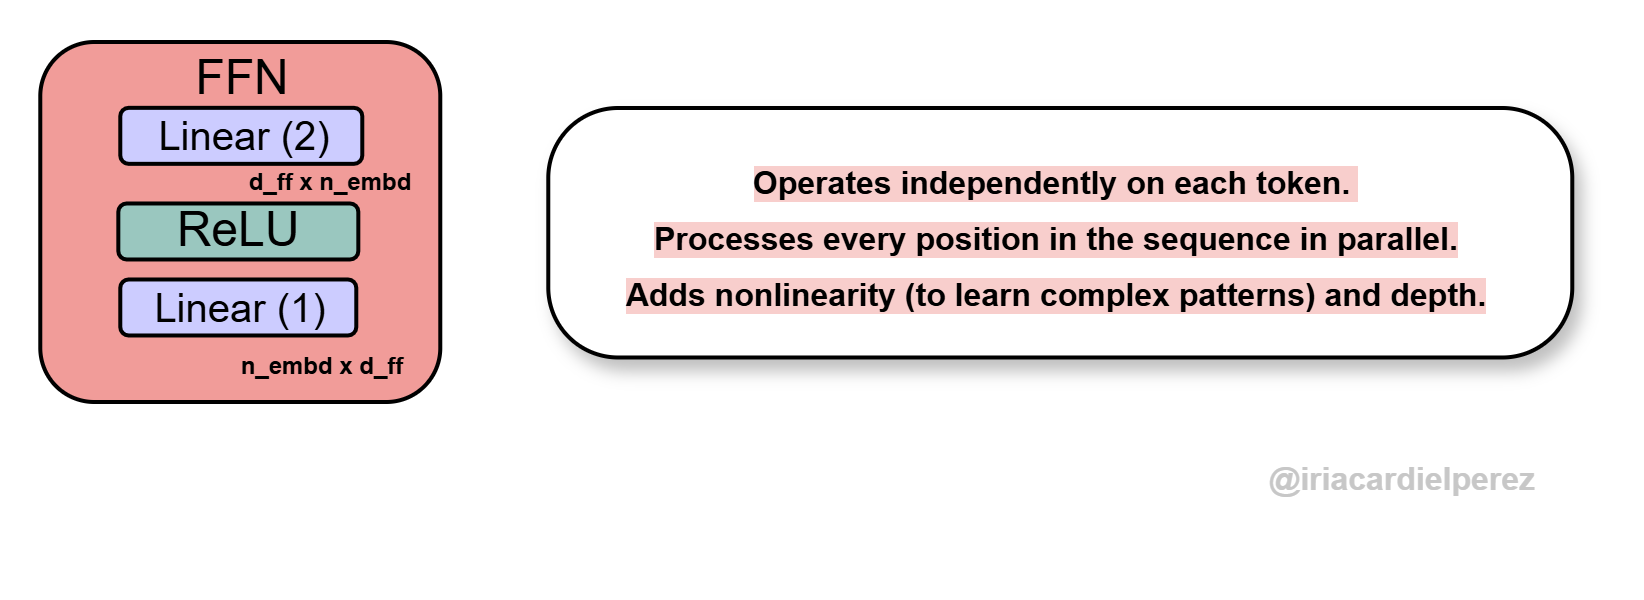 FFN
Linear (2)
d_ff x n_embd
ReLU
Linear (1)
n_embd x d_ff
Operates independently on each token.
Processes every position in the sequence in parallel.
Adds nonlinearity (to learn complex patterns) and depth.
@iriacardielperez